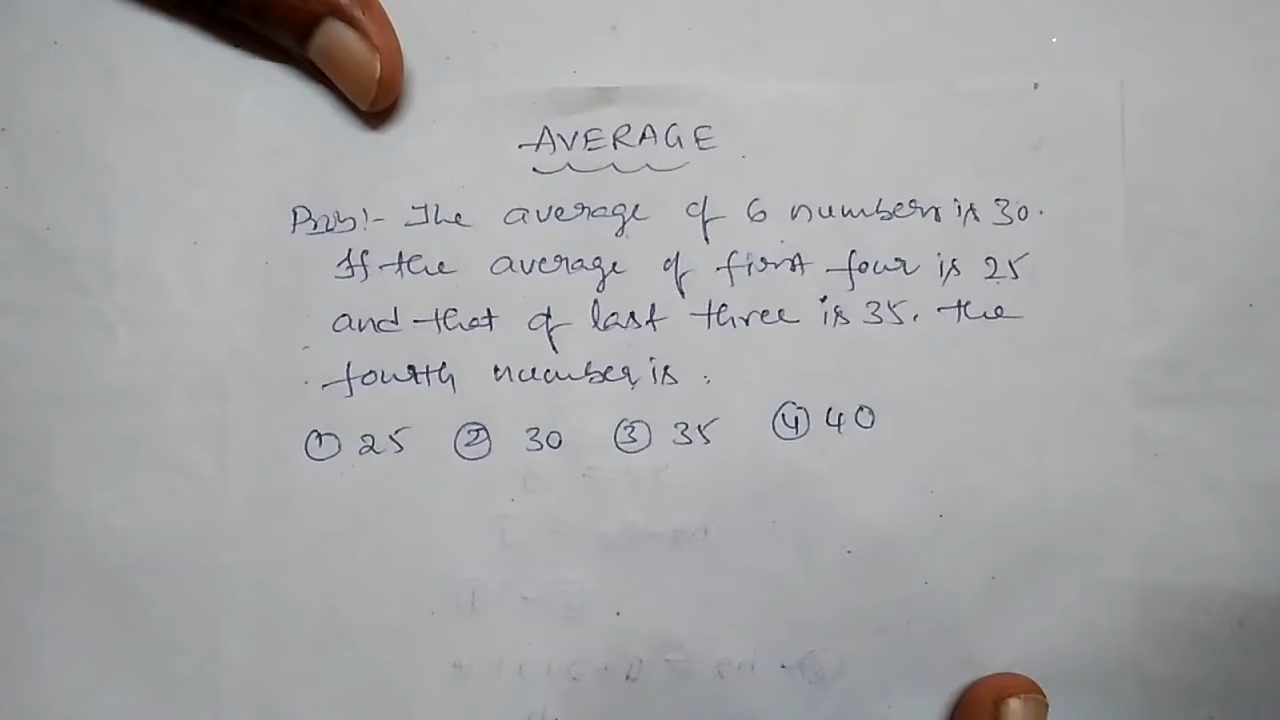 AVERAGE
Prob:- The average of 6 numbers is 30.
If the average of first four is 25
and that of last three is 35. the
fourth number is.
① 25 ② 30 ③ 35 ④ 40